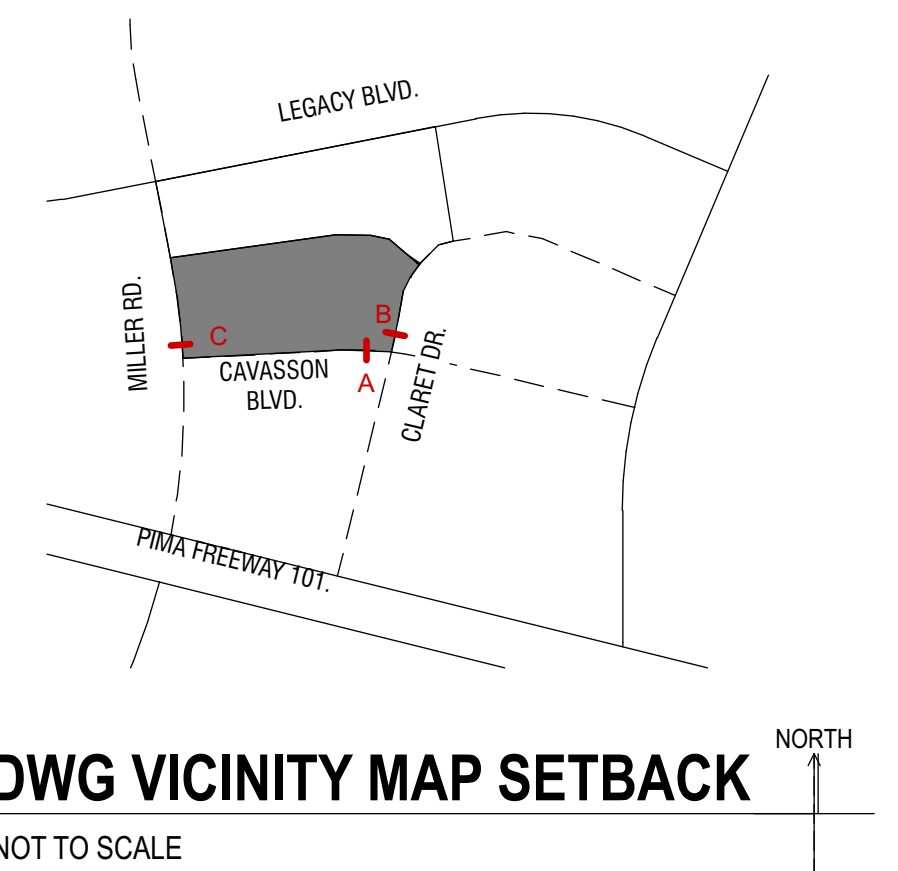 LEGACY BLVD.
MILLER RD.
C
B
A
CAVASSON
BLVD.
CLARET DR.
PIMA FREEWAY 101.
DWG VICINITY MAP SETBACK
NORTH
NOT TO SCALE